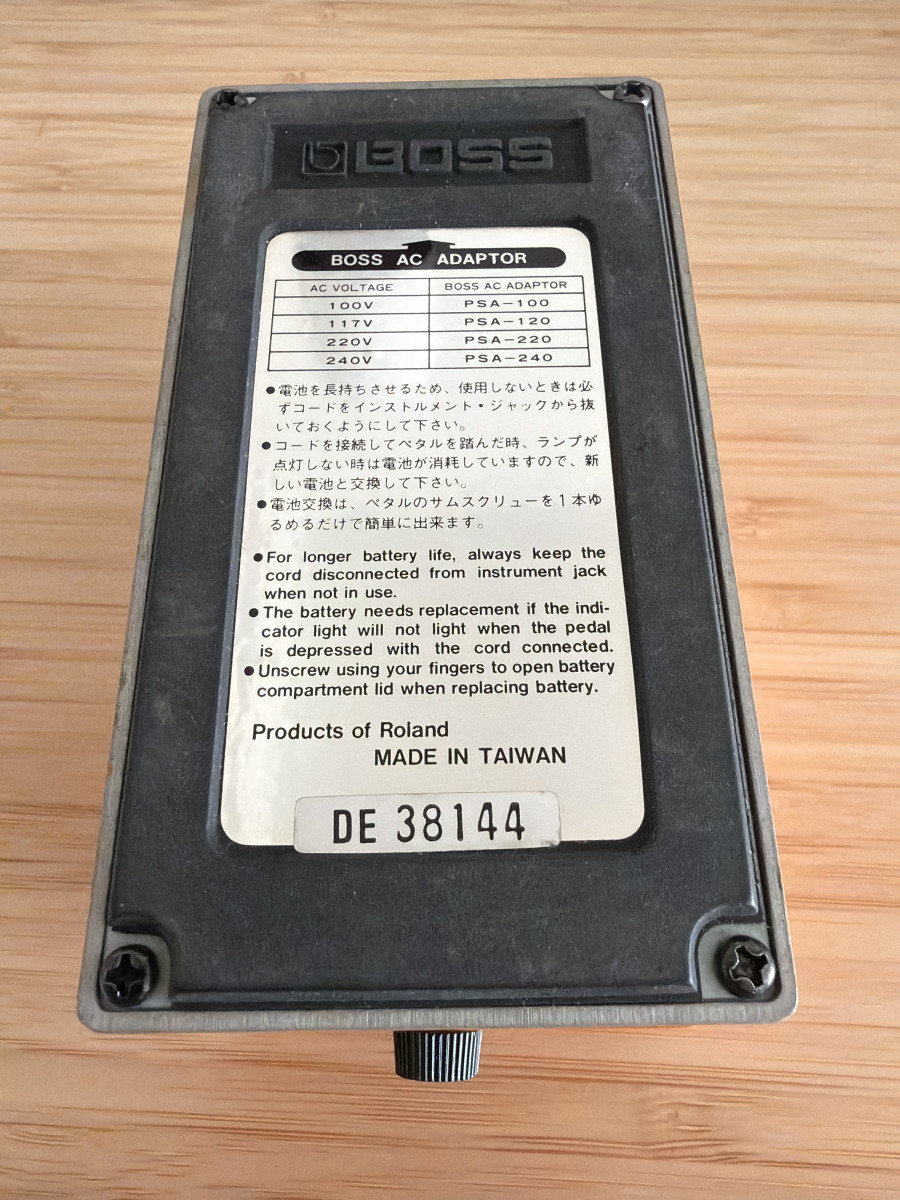 BOSS
BOSS AC ADAPTOR
AC VOLTAGE BOSS AC ADAPTOR
100V PSA-100
117V PSA-120
220V PSA-220
240V PSA-240
●電池を長持ちさせるため、使用しないときは必
ずコードをインストルメント・ジャックから抜
いておくようにして下さい。
●コードを接続してペタルを踏んだ時、ランプが
点灯しない時は電池が消耗していますので、新
しい電池と交換して下さい。
●電池交換は、ペタルのサムスクリューを1本ゆ
るめるだけで簡単に出来ます。
●For longer battery life, always keep the
cord disconnected from instrument jack
when not in use.
●The battery needs replacement if the indi-
cator light will not light when the pedal
is depressed with the cord connected.
●Unscrew using your fingers to open battery
compartment lid when replacing battery.
Products of Roland
MADE IN TAIWAN
DE 38144